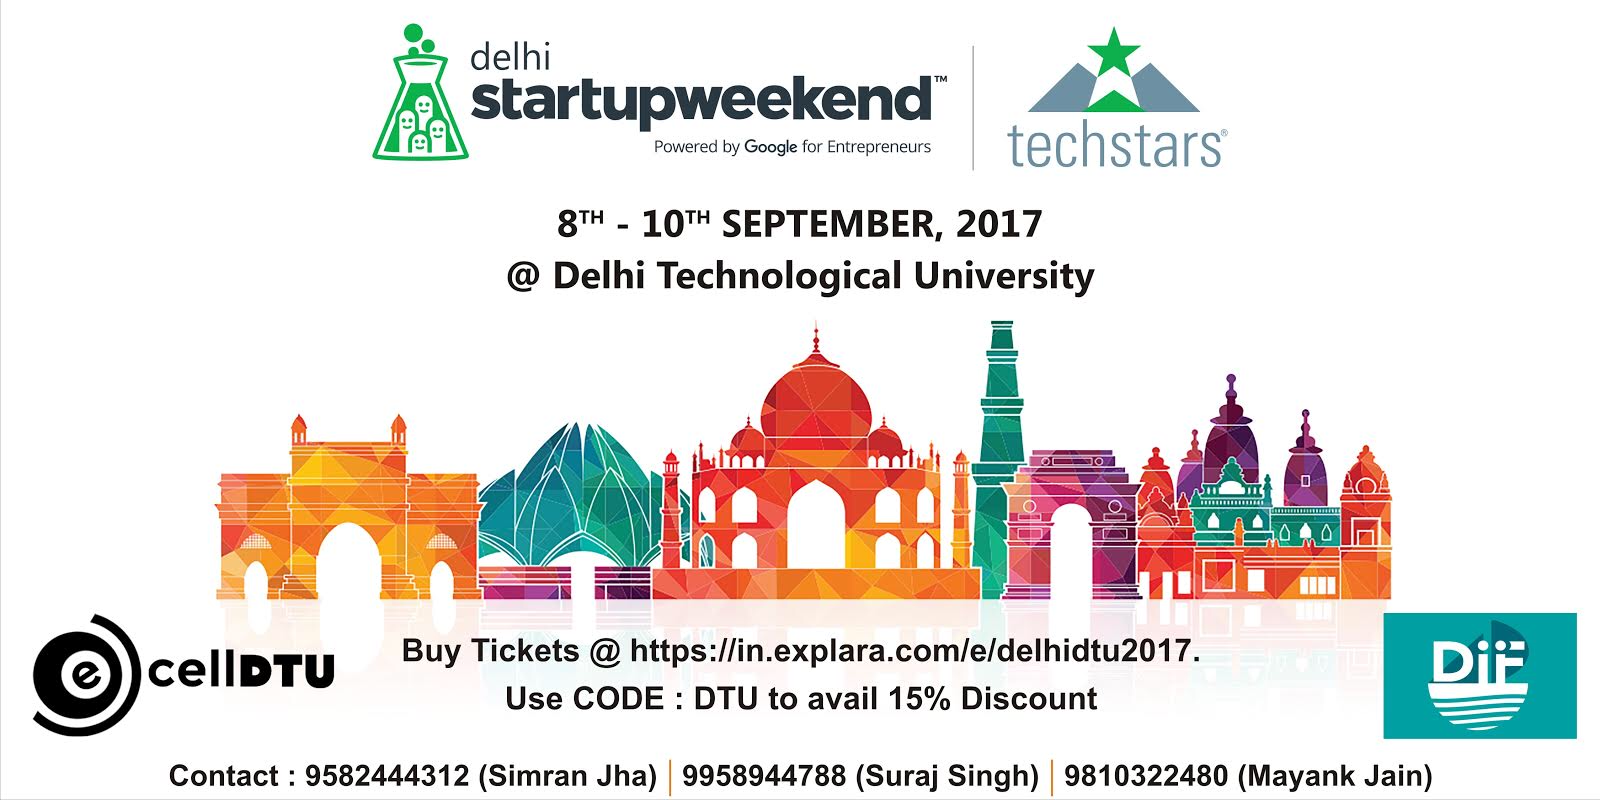 delhi
startupweekend™
Powered by Google for Entrepreneurs
techstars®
8TH - 10TH SEPTEMBER, 2017
@ Delhi Technological University
e cellDTU
Buy Tickets @ https://in.explara.com/e/delhidtu2017.
Use CODE : DTU to avail 15% Discount
DiiF
Contact : 9582444312 (Simran Jha) | 9958944788 (Suraj Singh) | 9810322480 (Mayank Jain)